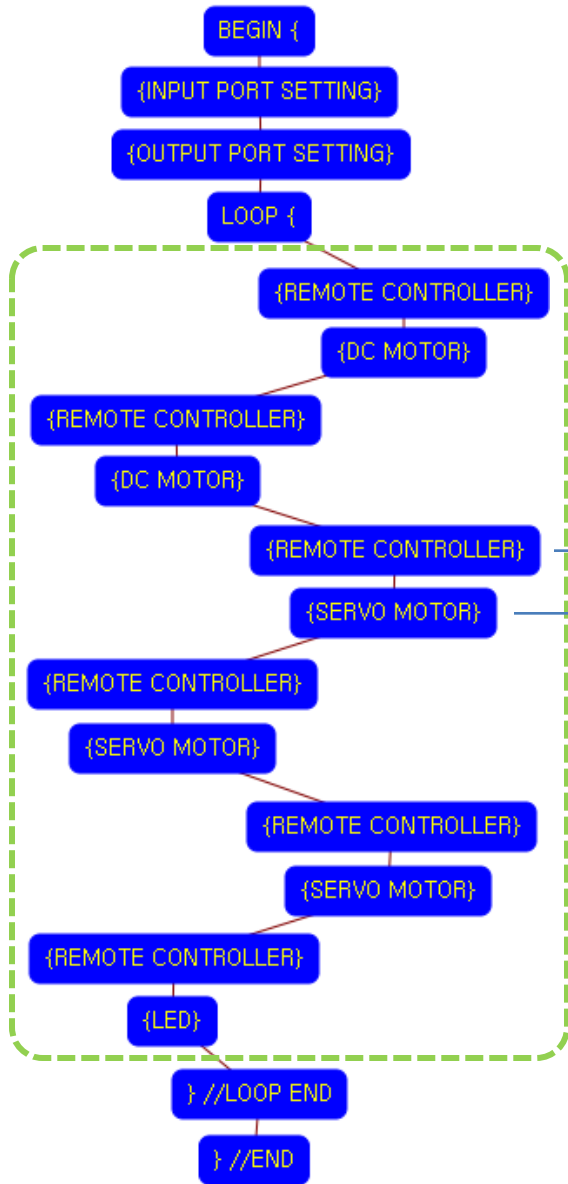 BEGIN {
{INPUT PORT SETTING}
{OUTPUT PORT SETTING}
LOOP {
{REMOTE CONTROLLER}
{DC MOTOR}
{REMOTE CONTROLLER}
{DC MOTOR}
{REMOTE CONTROLLER}
{SERVO MOTOR}
{REMOTE CONTROLLER}
{SERVO MOTOR}
{REMOTE CONTROLLER}
{SERVO MOTOR}
{REMOTE CONTROLLER}
{LED}
} //LOOP END
} //END